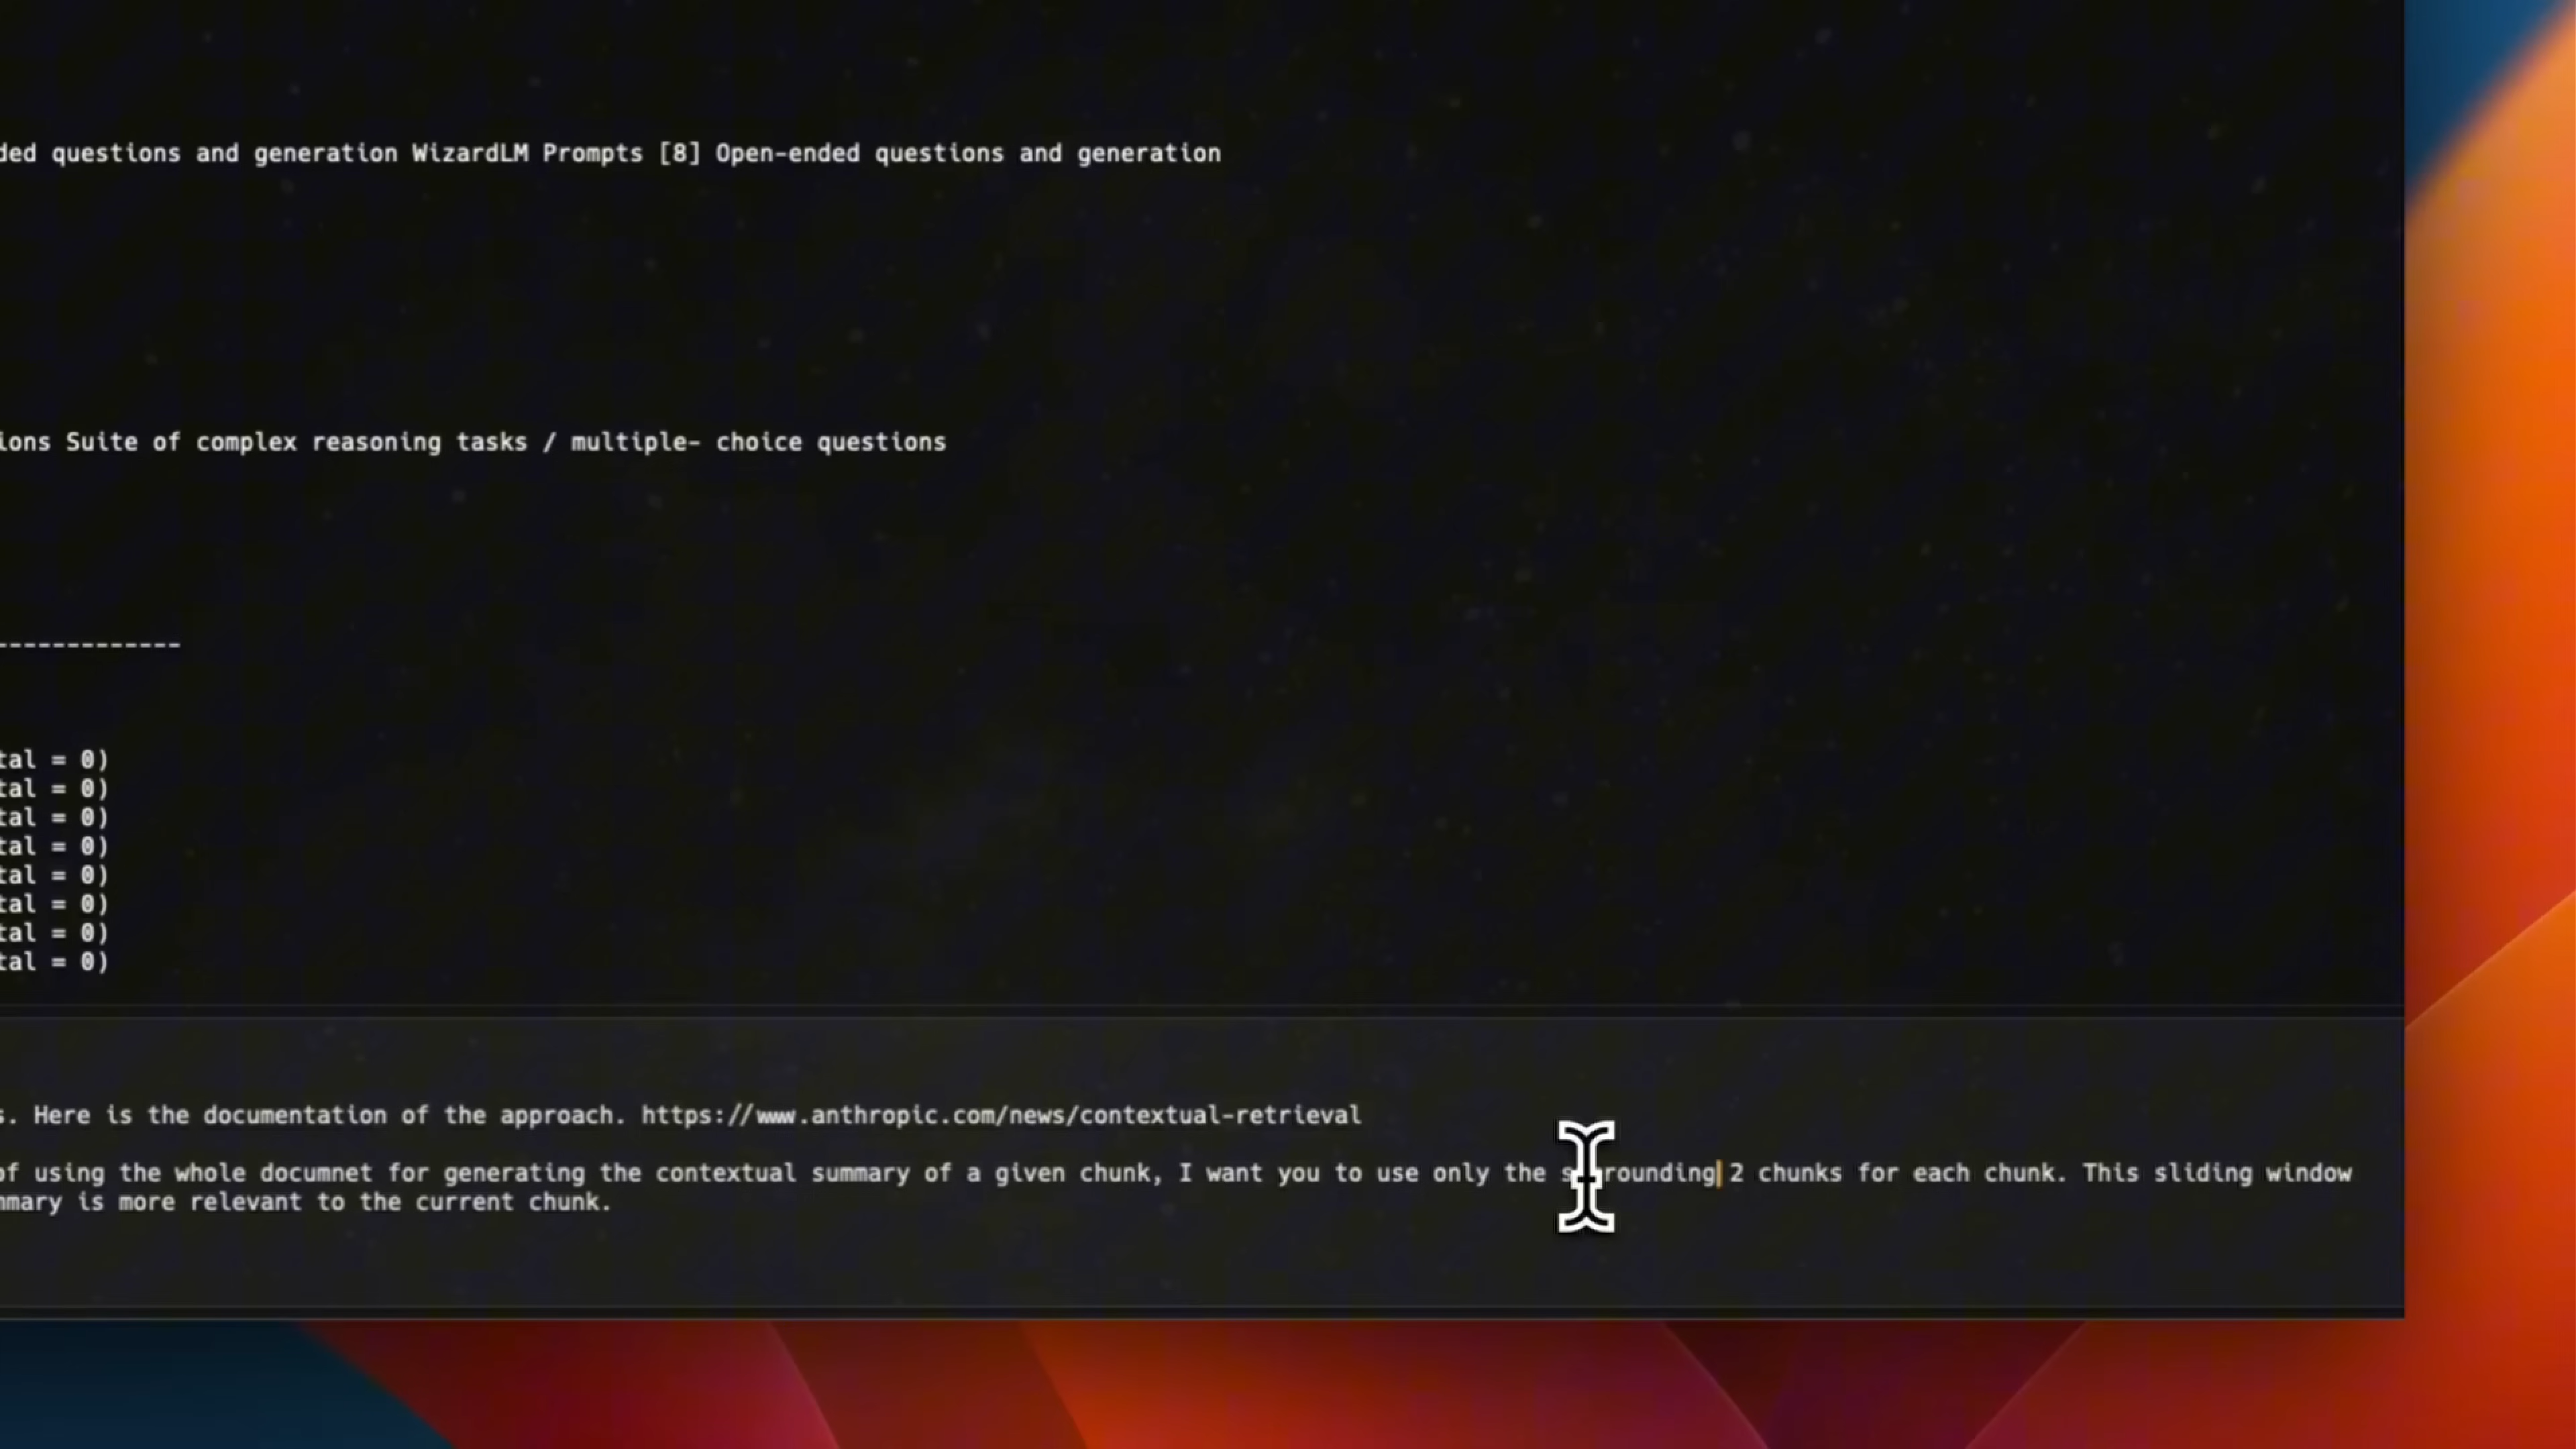 ded questions and generation WizardLM Prompts [8] Open-ended questions and generation
ions Suite of complex reasoning tasks / multiple- choice questions
-------------
tal = 0)
tal = 0)
tal = 0)
tal = 0)
tal = 0)
tal = 0)
tal = 0)
tal = 0)
s. Here is the documentation of the approach. https://www.anthropic.com/news/contextual-retrieval
of using the whole documnet for generating the contextual summary of a given chunk, I want you to use only the surrounding 2 chunks for each chunk. This sliding window
mmary is more relevant to the current chunk.